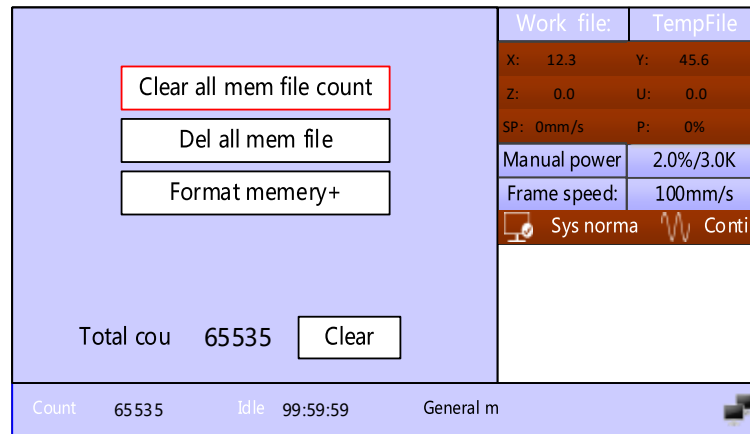 Work file: TempFile
X: 12.3 Y: 45.6
Clear all mem file count
Z: 0.0 U: 0.0
SP: 0mm/s P: 0%
Del all mem file
Manual power 2.0%/3.0K
Format memery+
Frame speed: 100mm/s
Sys norma Conti
Total cou 65535 Clear
Count 65535 Idle 99:59:59 General m